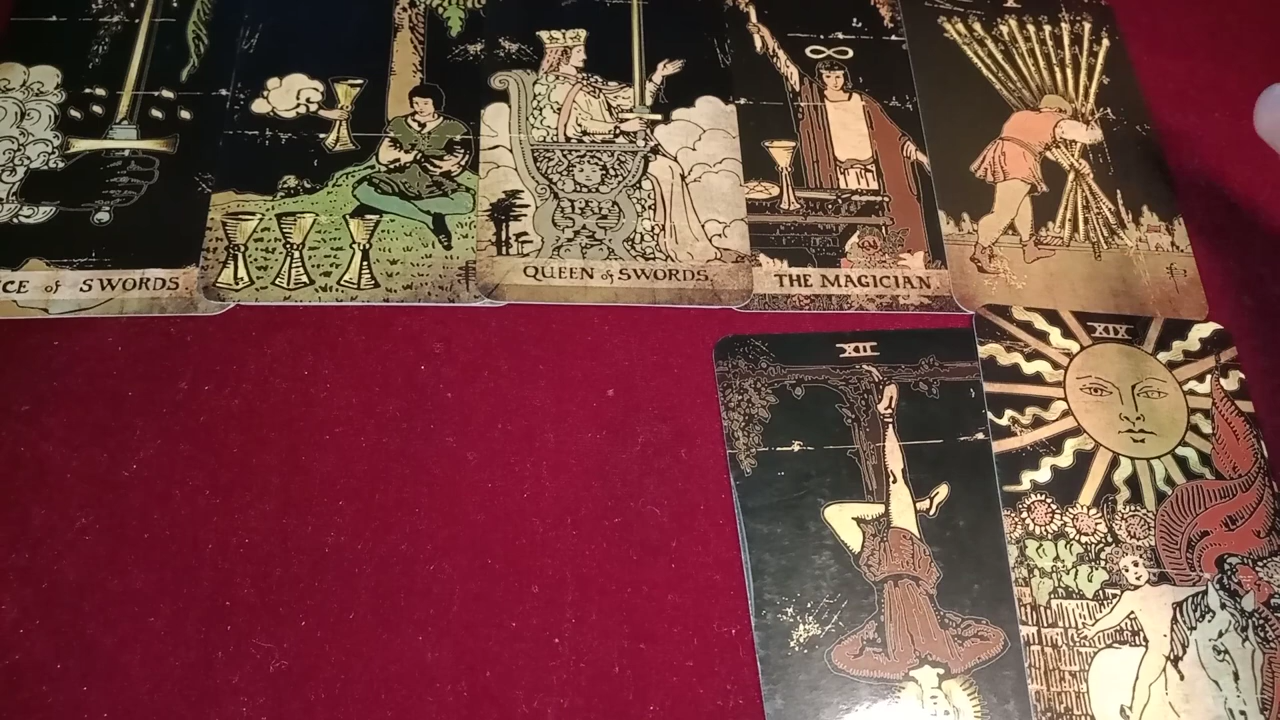 CE of SWORDS.
QUEEN of SWORDS.
THE MAGICIAN.
X
XII
XIX